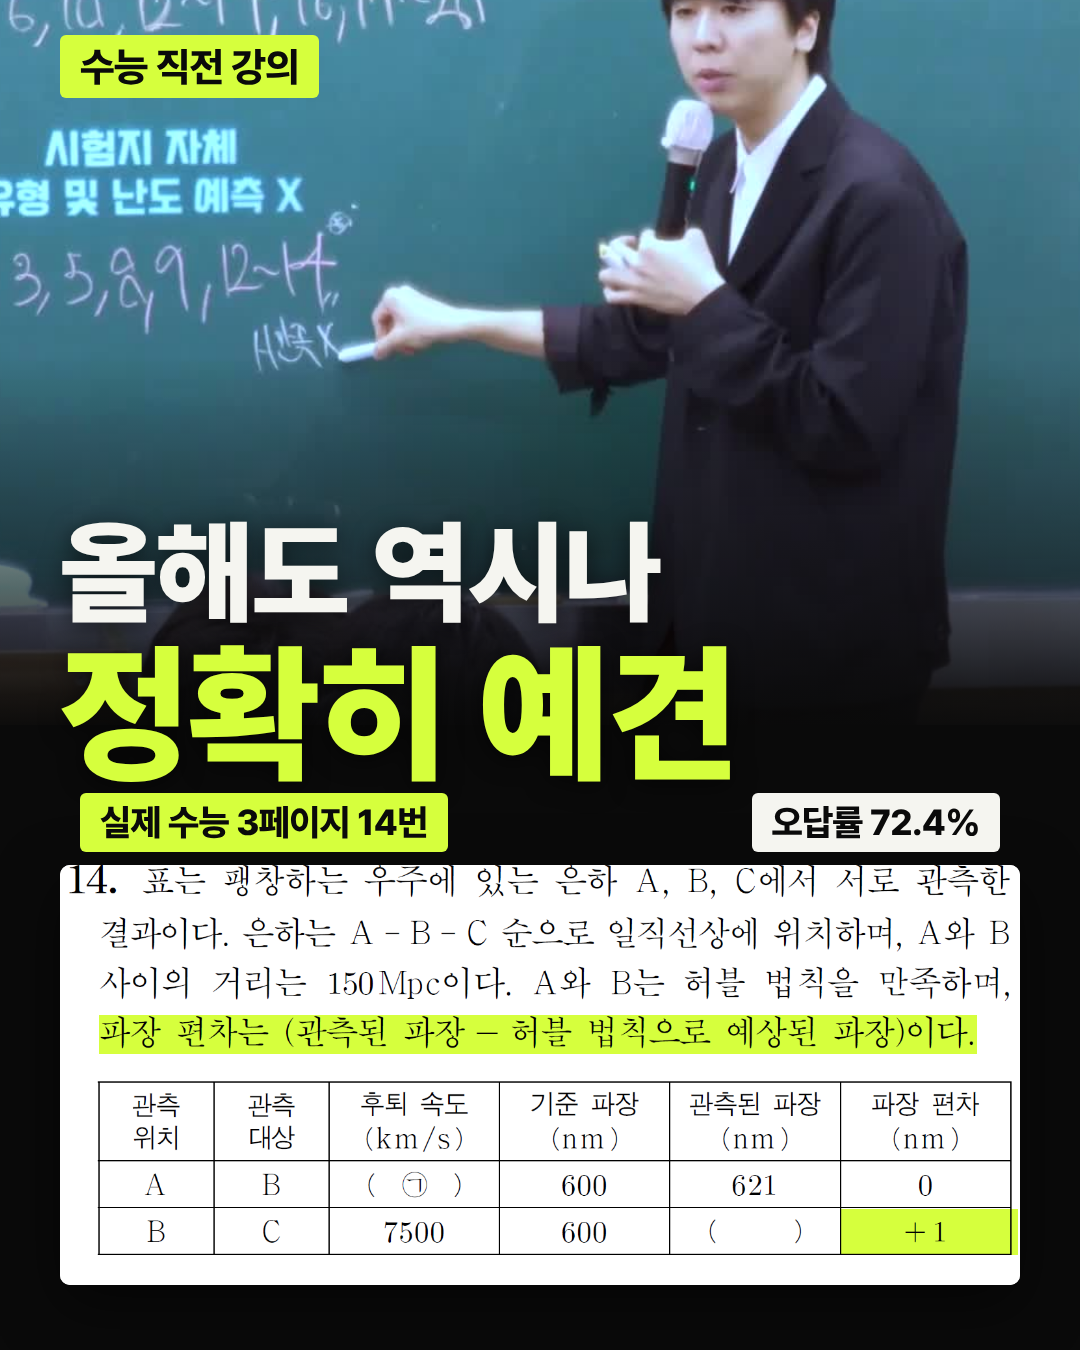 수능 직전 강의
시험지 자체
유형 및 난도 예측 X
3, 5, 8, 9, 12~14
올해도 역시나
정확히 예견
실제 수능 3페이지 14번
오답률 72.4%
14. 표는 팽창하는 우주에 있는 은하 A, B, C에서 서로 관측한
결과이다. 은하는 A - B - C 순으로 일직선상에 위치하며, A와 B
사이의 거리는 150 Mpc이다. A와 B는 허블 법칙을 만족하며,
파장 편차는 (관측된 파장 - 허블 법칙으로 예상된 파장)이다.
관측 위치 관측 대상 후퇴 속도 (km/s) 기준 파장 (nm) 관측된 파장 (nm) 파장 편차 (nm)
A B ( ㉠ ) 600 621 0
B C 7500 600 ( ) +1